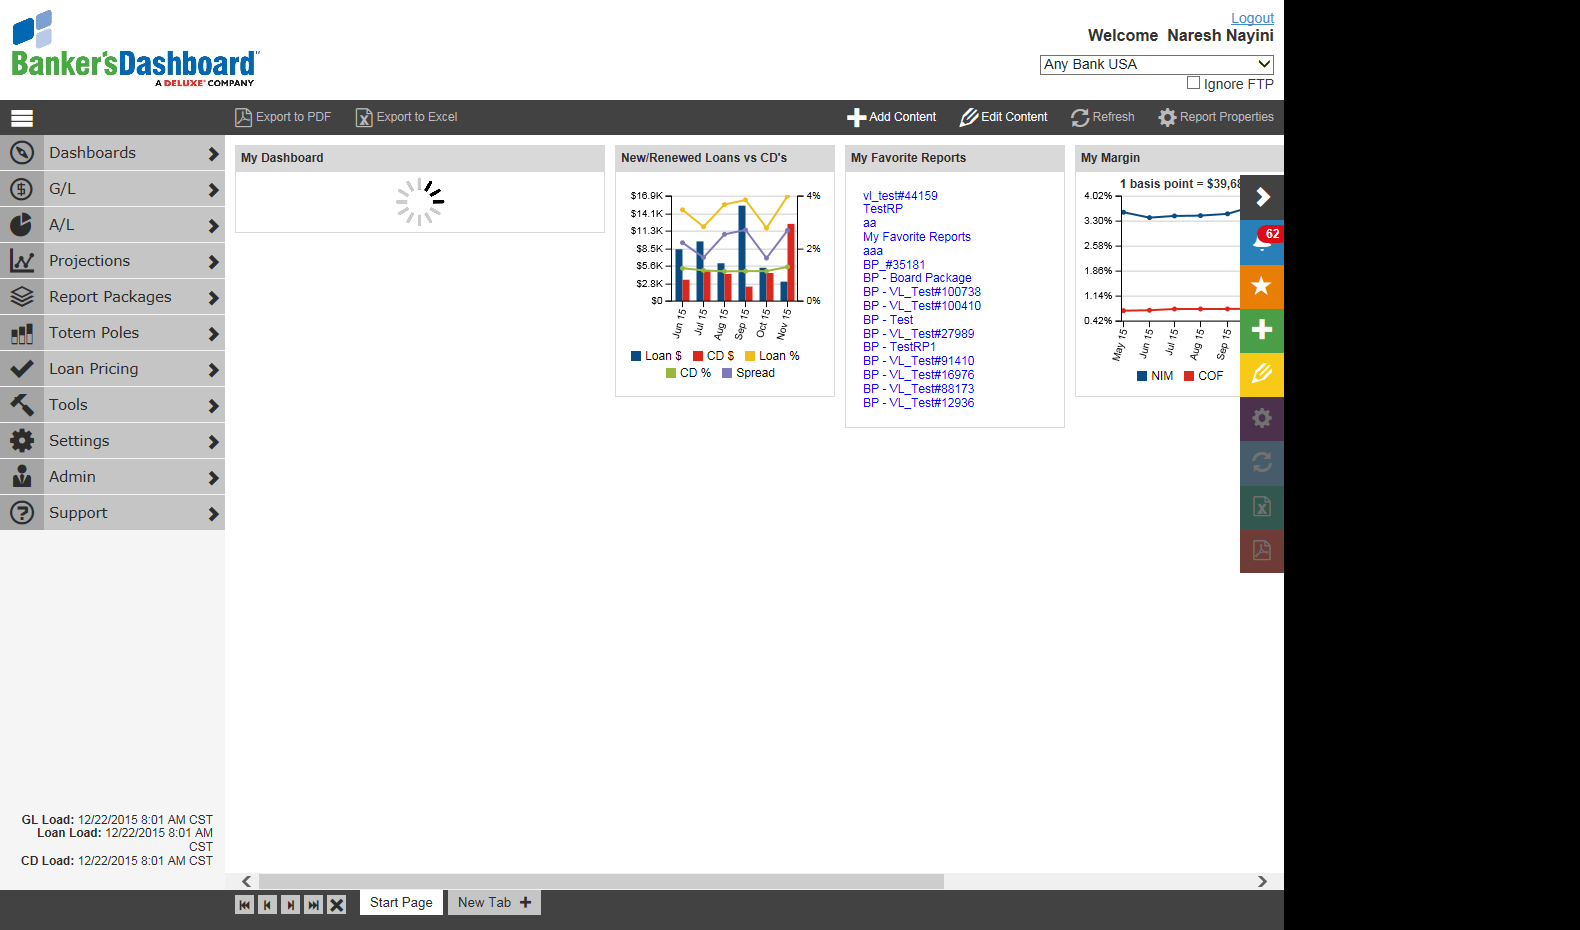 Logout
Welcome Naresh Nayini
Banker'sDashboard
A DELUXE COMPANY
Any Bank USA
Ignore FTP
Export to PDF
Export to Excel
Add Content
Edit Content
Refresh
Report Properties
Dashboards
G/L
A/L
Projections
Report Packages
Totem Poles
Loan Pricing
Tools
Settings
Admin
Support
My Dashboard
New/Renewed Loans vs CD's
$16.9K
$14.1K
$11.3K
$8.5K
$5.6K
$2.8K
$0
4%
2%
0%
Jun 15
Jul 15
Aug 15
Sep 15
Oct 15
Nov 15
Loan $ CD $ Loan %
CD % Spread
My Favorite Reports
vl_test#44159
TestRP
aa
My Favorite Reports
aaa
BP_#35181
BP - Board Package
BP - VL_Test#100738
BP - VL_Test#100410
BP - Test
BP - VL_Test#27989
BP - TestRP1
BP - VL_Test#91410
BP - VL_Test#16976
BP - VL_Test#88173
BP - VL_Test#12936
My Margin
1 basis point = $39,68
4.02%
3.30%
2.58%
1.86%
1.14%
0.42%
May 15
Jun 15
Jul 15
Aug 15
Sep 15
NIM COF
62
GL Load: 12/22/2015 8:01 AM CST
Loan Load: 12/22/2015 8:01 AM
CST
CD Load: 12/22/2015 8:01 AM CST
Start Page
New Tab